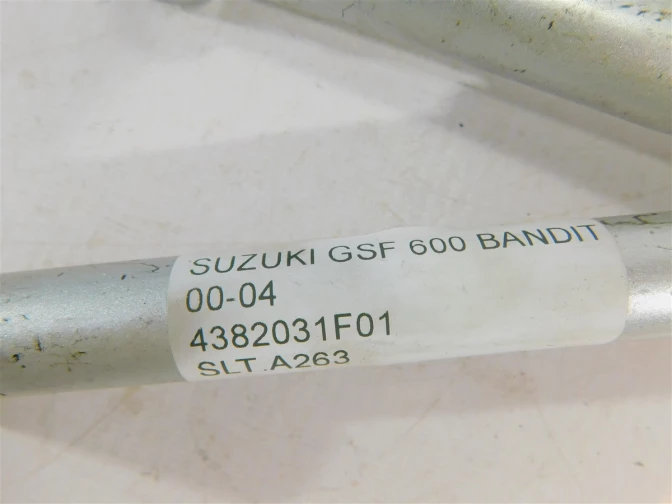 SUZUKI GSF 600 BANDIT
00-04
4382031F01
SLT.A263